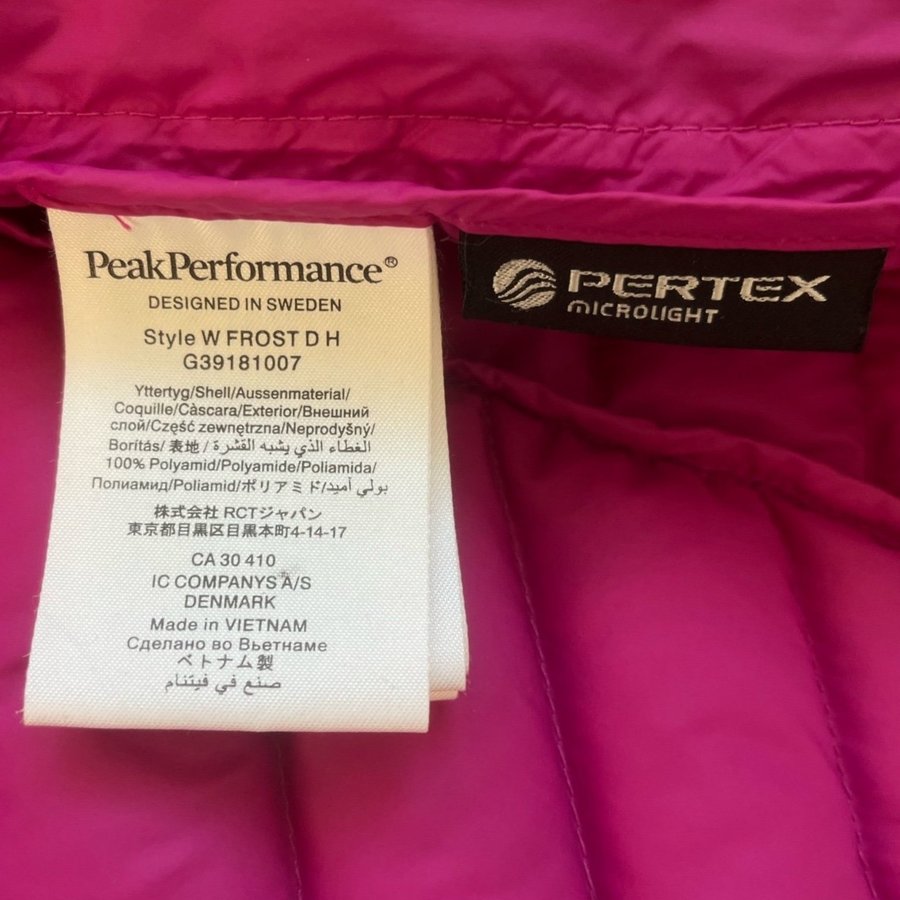 PeakPerformance®
DESIGNED IN SWEDEN
Style W FROST D H
G39181007
Yttertyg/Shell/Aussenmaterial/
Coquille/Càscara/Exterior/Внешний
слой/Część zewnętrzna/Neprodyšný/
Borítás/表地/الغطاء الذي يشبه القشرة
100% Polyamid/Polyamide/Poliamida/
Полиамид/Poliamid/ポリアミド/بولي أميد
株式会社 RCTジャパン
東京都目黒区目黒本町4-14-17
CA 30 410
IC COMPANYS A/S
DENMARK
Made in VIETNAM
Сделано во Вьетнаме
ベトナム製
صنع في فيتنام
PERTEX
MICROLIGHT